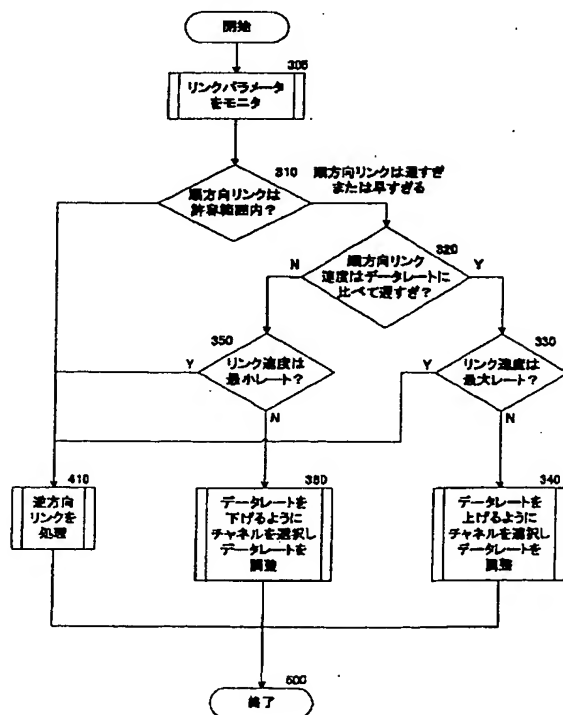 開始
305
リンクパラメータ
をモニタ
310
順方向リンクは
許容範囲内?
順方向リンクは遅すぎ
または早すぎる
320
順方向リンク
速度はデータレートに
比べて遅すぎ?
N
Y
350
リンク速度は
最小レート?
Y
N
330
リンク速度は
最大レート?
Y
N
410
逆方向
リンクを
処理
380
データレートを
下げるように
チャネルを選択し
データレートを
調整
340
データレートを
上げるように
チャネルを選択し
データレートを
調整
500
終了